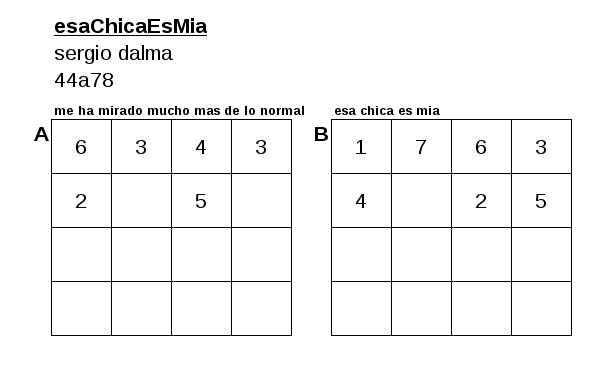 esaChicaEsMia
sergio dalma
44a78
me ha mirado mucho mas de lo normal
A
6 3 4 3
2 5
esa chica es mia
B
1 7 6 3
4 2 5